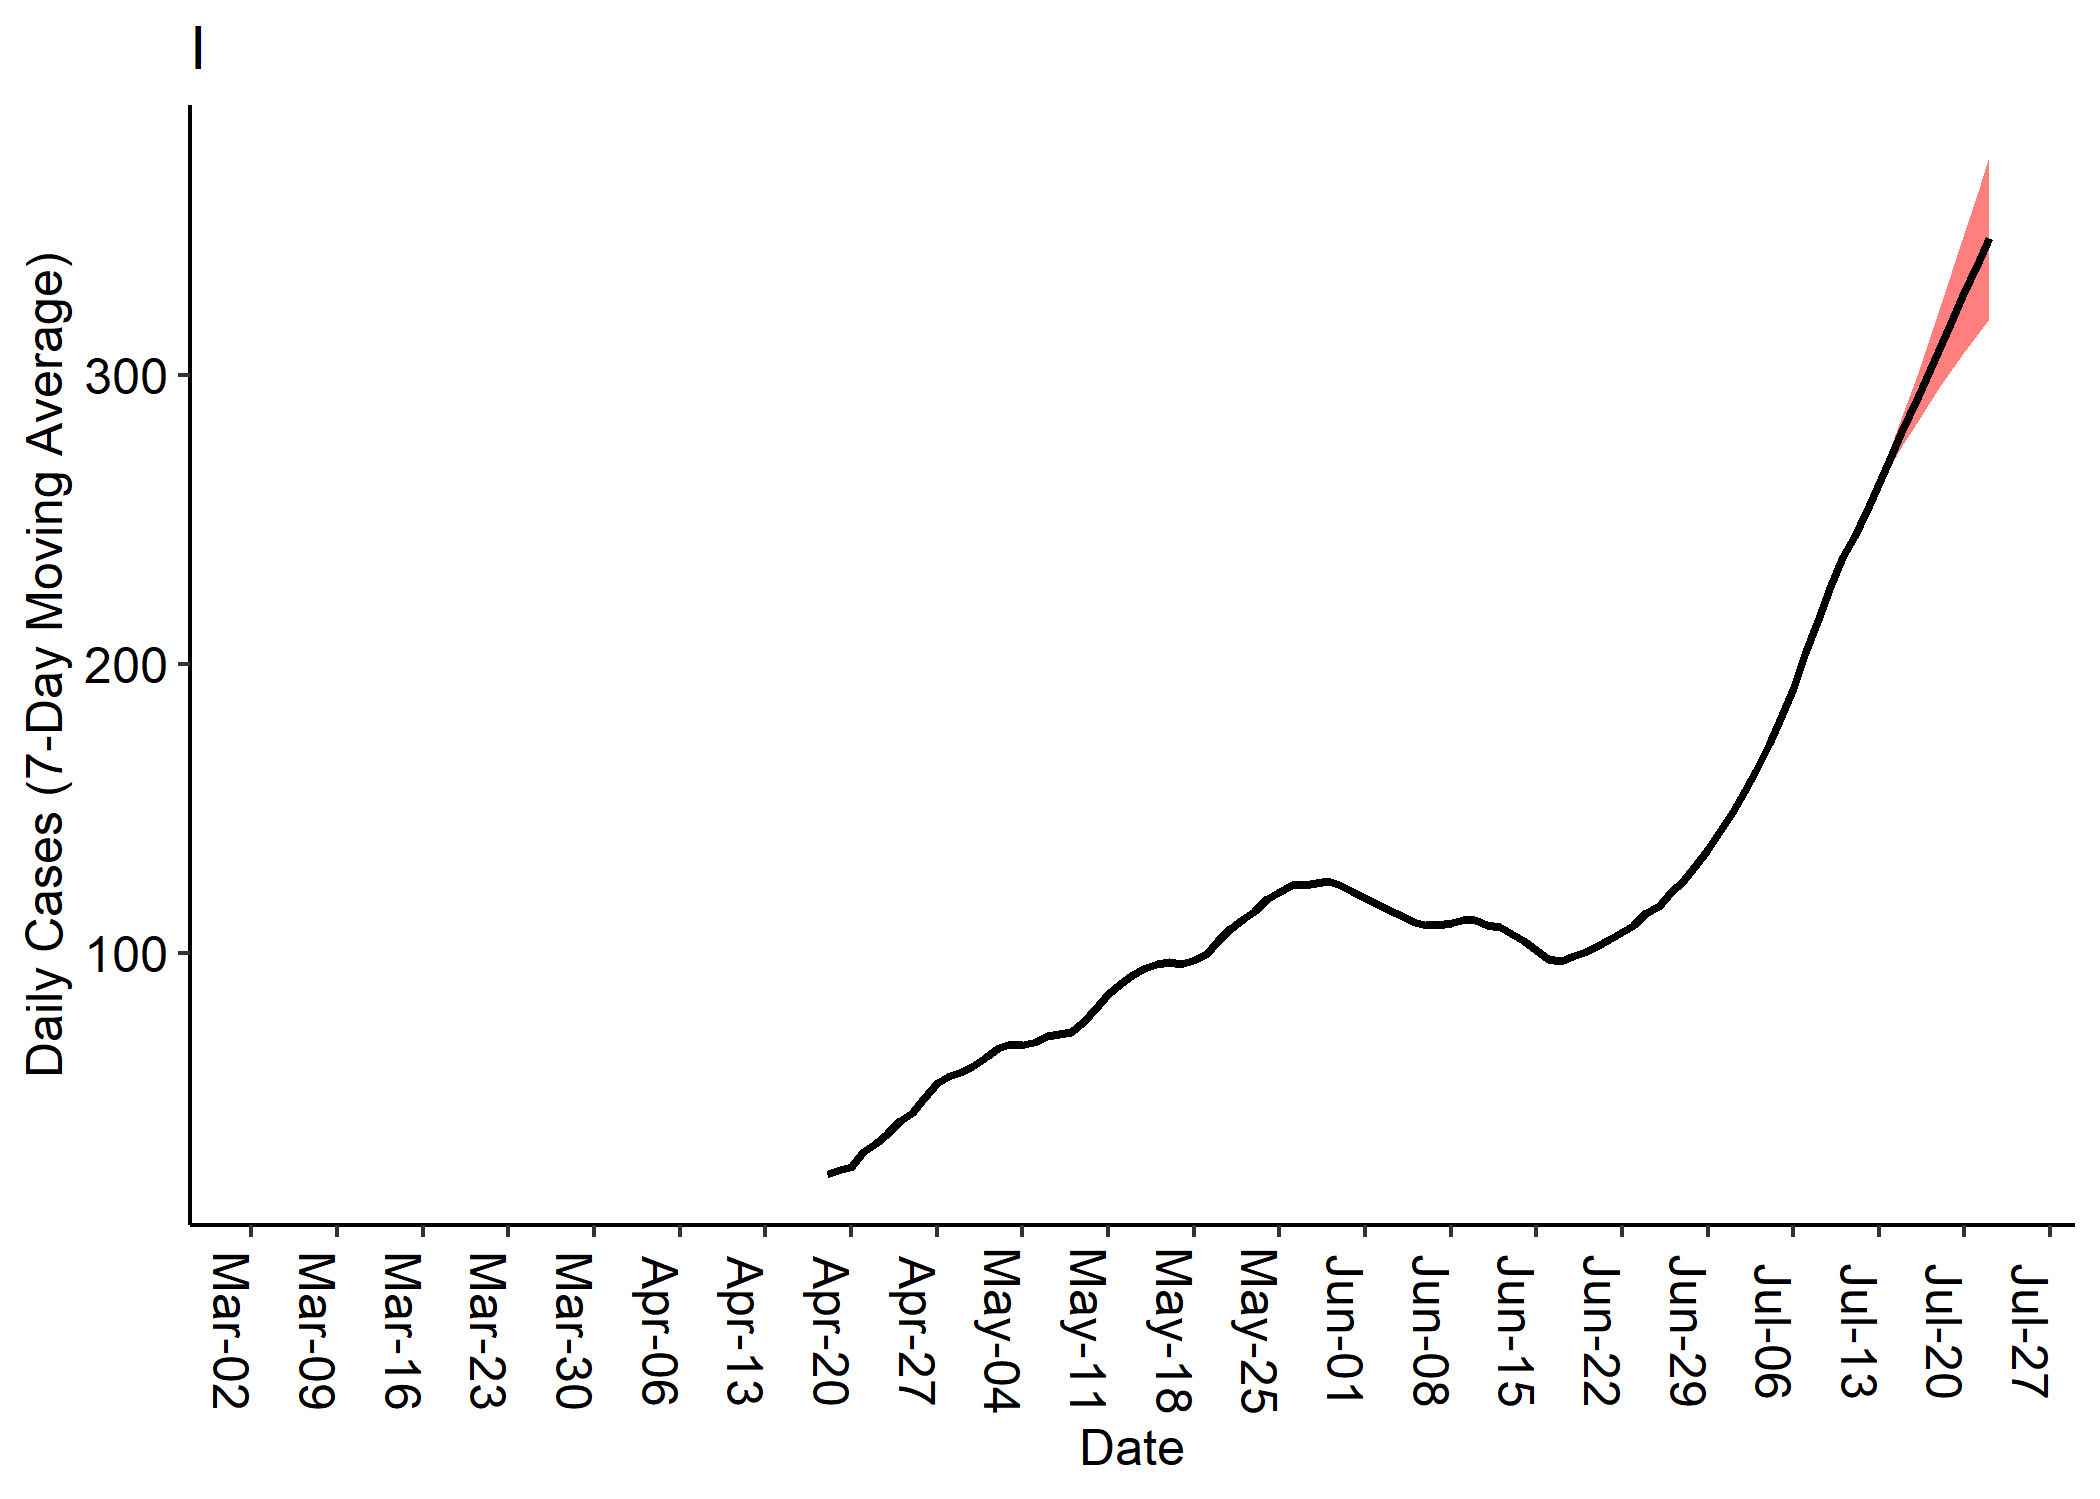 I
Daily Cases (7-Day Moving Average)
300
200
100
Mar-02
Mar-09
Mar-16
Mar-23
Mar-30
Apr-06
Apr-13
Apr-20
Apr-27
May-04
May-11
May-18
May-25
Jun-01
Jun-08
Jun-15
Jun-22
Jun-29
Jul-06
Jul-13
Jul-20
Jul-27
Date